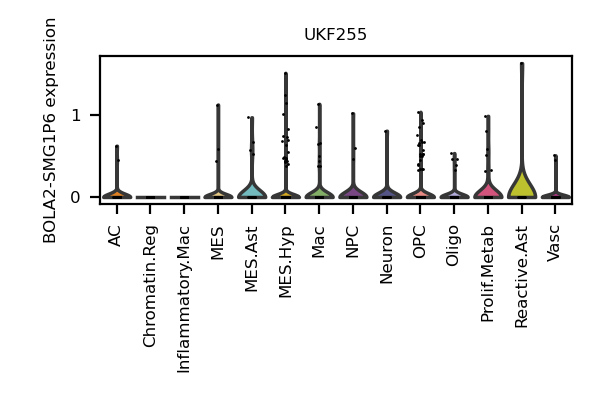 UKF255
BOLA2-SMG1P6 expression
1
0
AC
Chromatin.Reg
Inflammatory.Mac
MES
MES.Ast
MES.Hyp
Mac
NPC
Neuron
OPC
Oligo
Prolif.Metab
Reactive.Ast
Vasc